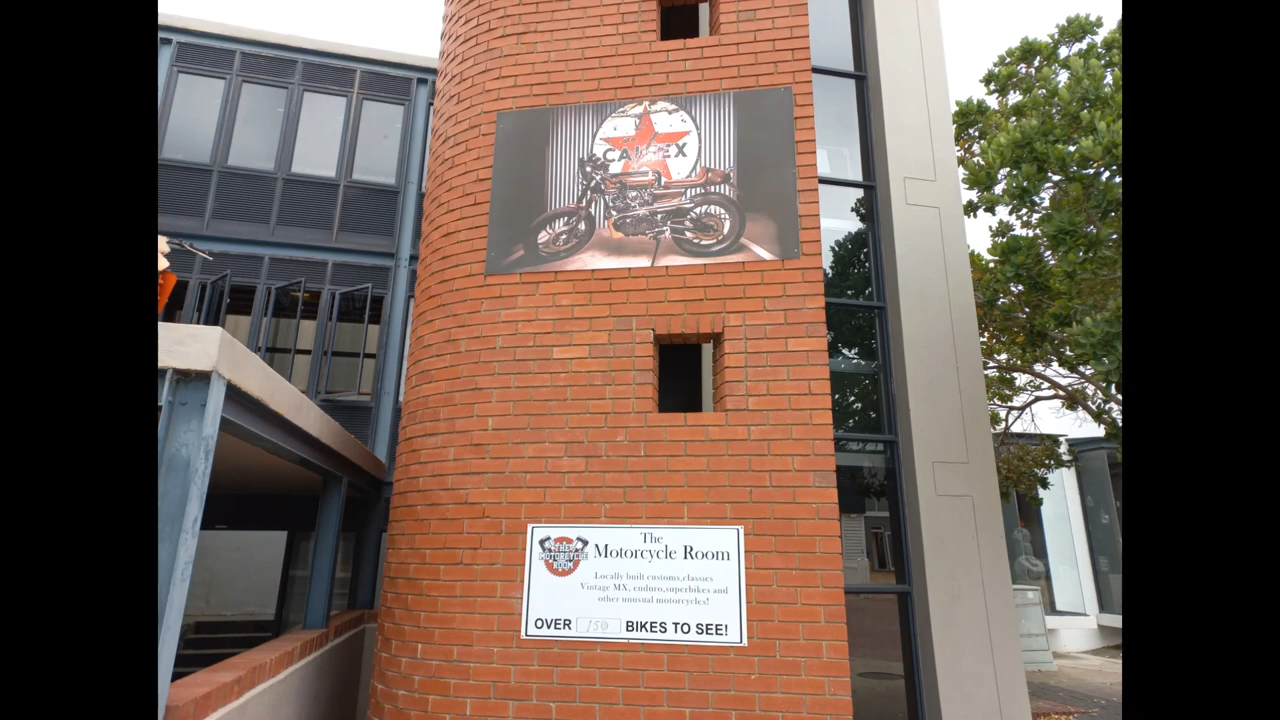 CALTEX
THE
MOTORCYCLE
ROOM
The
Motorcycle Room
Locally built customs,classics
Vintage MX, enduro,superbikes and
other unusual motorcycles!
OVER 150 BIKES TO SEE!